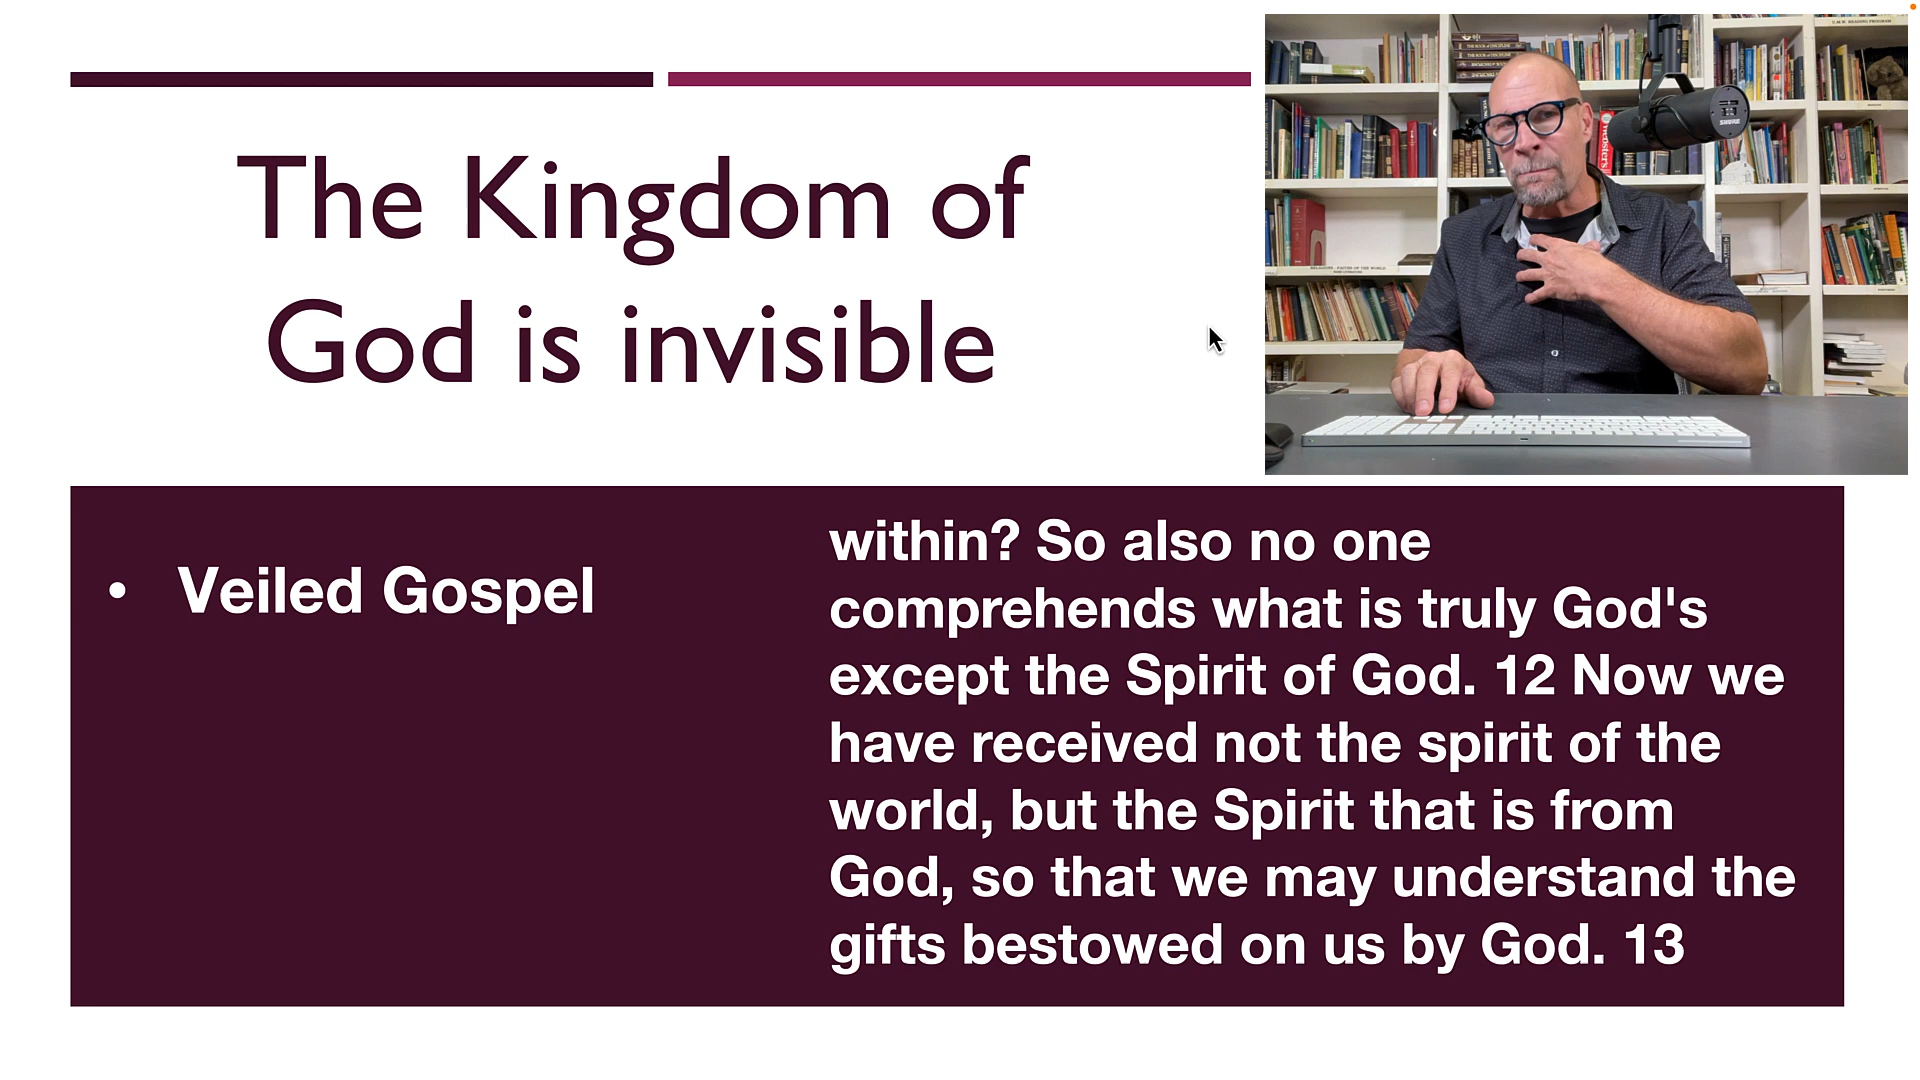 The Kingdom of
God is invisible
• Veiled Gospel
within? So also no one
comprehends what is truly God's
except the Spirit of God. 12 Now we
have received not the spirit of the
world, but the Spirit that is from
God, so that we may understand the
gifts bestowed on us by God. 13
SHURE